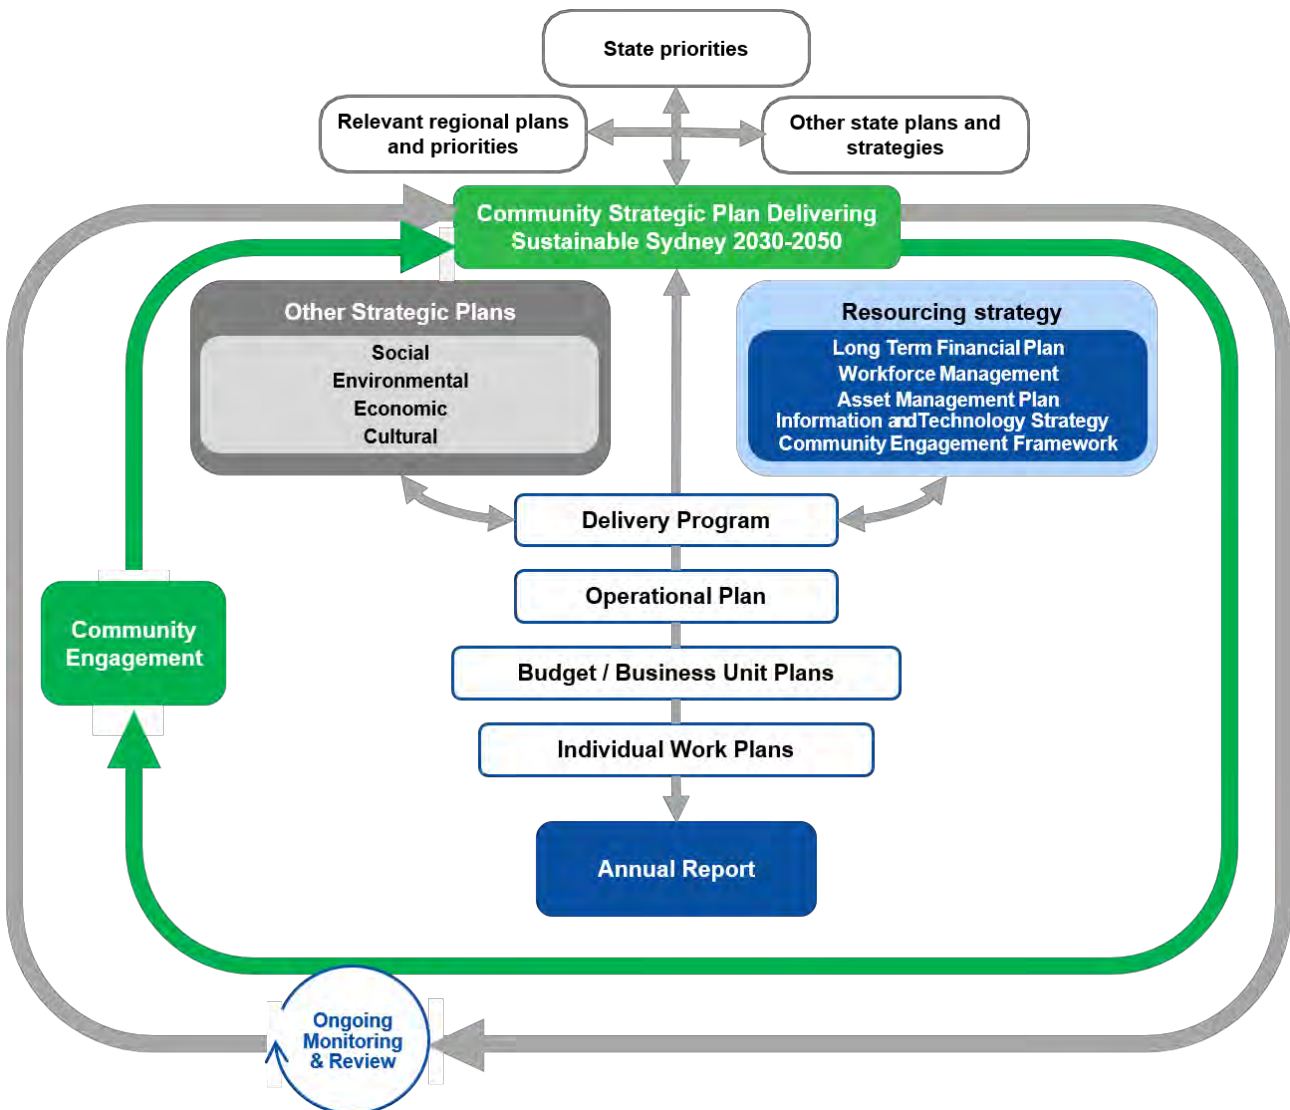 State priorities
Relevant regional plans
and priorities
Other state plans and
strategies
Community Strategic Plan Delivering
Sustainable Sydney 2030-2050
Other Strategic Plans
Social
Environmental
Economic
Cultural
Resourcing strategy
Long Term Financial Plan
Workforce Management
Asset Management Plan
Information and Technology Strategy
Community Engagement Framework
Delivery Program
Operational Plan
Community
Engagement
Budget / Business Unit Plans
Individual Work Plans
Annual Report
Ongoing
Monitoring
& Review